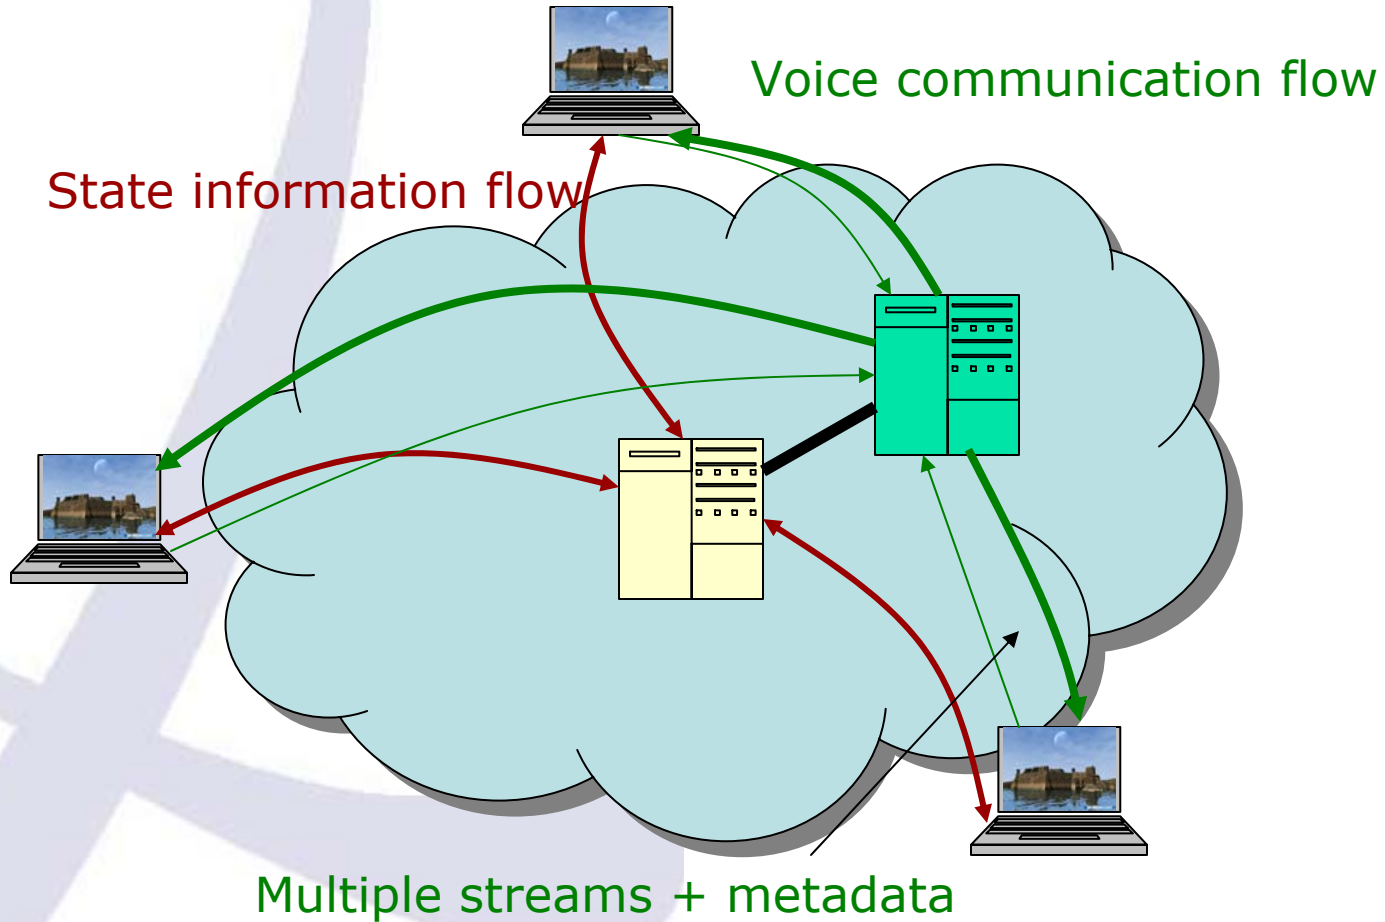 Voice communication flow
State information flow
Multiple streams + metadata